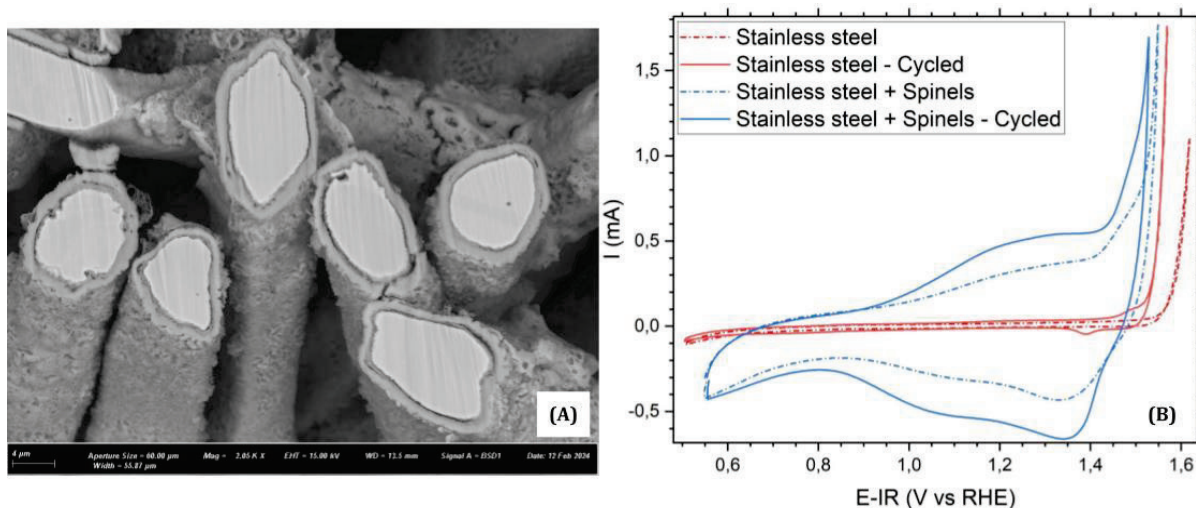 (A)
4 μm
Aperture Size = 60.00 μm
Width = 55.87 μm
Mag = 2.05 K X
EHT = 15.00 kV
WD = 13.5 mm
Signal A = BSD1
Date: 12 Feb 2024
Stainless steel
Stainless steel - Cycled
Stainless steel + Spinels
Stainless steel + Spinels - Cycled
1,5
1,0
0,5
0,0
-0,5
I (mA)
(B)
0,6 0,8 1,0 1,2 1,4 1,6
E-IR (V vs RHE)